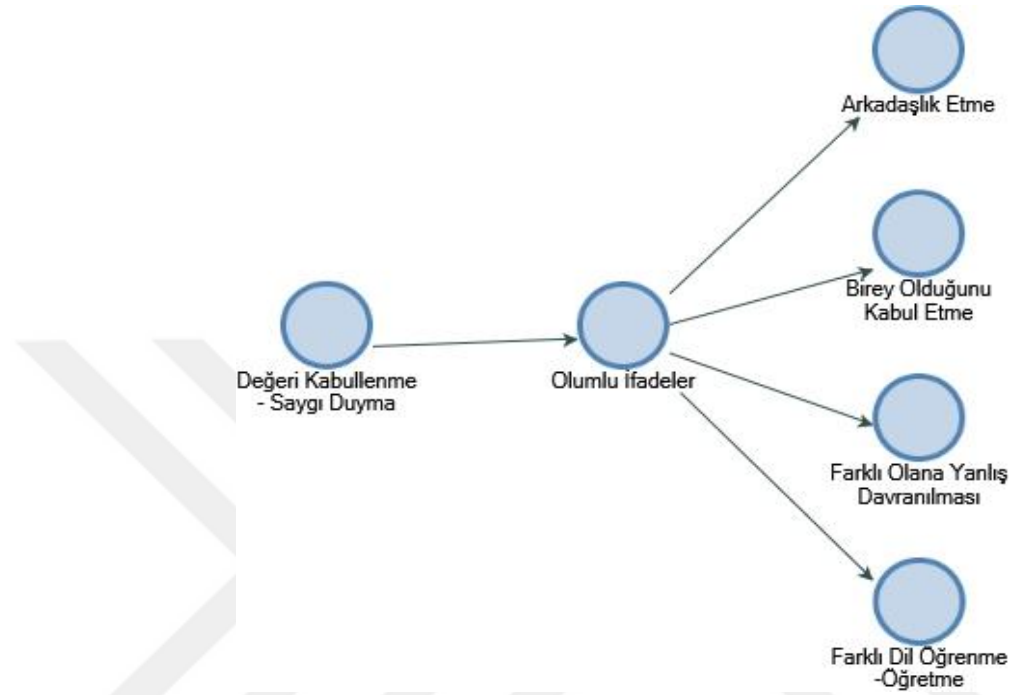 Arkadaşlık Etme
Birey Olduğunu
Kabul Etme
Değeri Kabullenme
- Saygı Duyma
Olumlu İfadeler
Farklı Olana Yanlış
Davranılması
Farklı Dil Öğrenme
-Öğretme